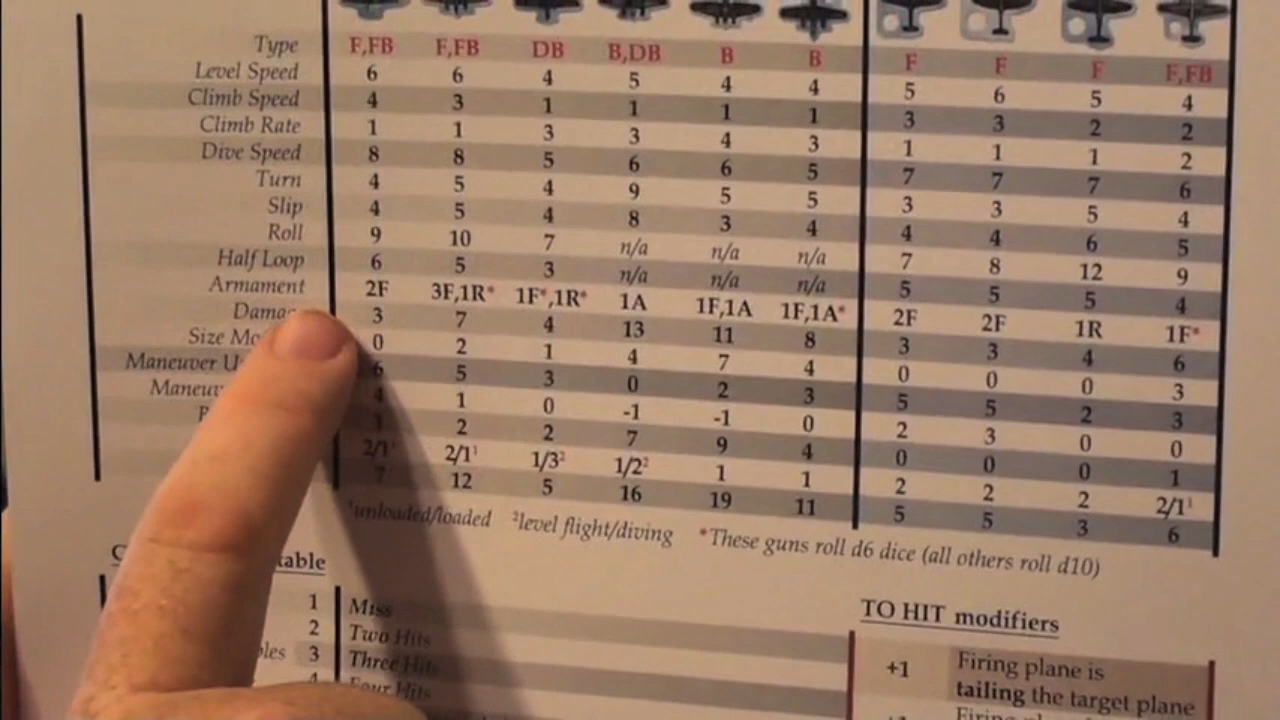 Type F,FB F,FB DB B,DB B B F F F F,FB
Level Speed 6 6 4 5 4 4 5 6 5 4
Climb Speed 4 3 1 1 1 1 3 3 2 2
Climb Rate 1 1 3 3 4 3 1 1 1 2
Dive Speed 8 8 5 6 6 5 7 7 7 6
Turn 4 5 4 9 5 5 3 3 5 4
Slip 4 5 4 8 3 4 4 4 6 5
Roll 9 10 7 n/a n/a n/a 7 8 12 9
Half Loop 6 5 3 n/a n/a n/a 5 5 5 4
Armament 2F 3F,1R* 1F*,1R* 1A 1F,1A 1F,1A* 2F 2F 1R 1F*
3 7 4 13 11 8 3 3 4 6
Size 0 2 1 4 7 4 0 0 0 3
Maneuver 6 5 3 0 2 3 5 5 2 3
4 1 0 -1 -1 0 2 3 0 0
1 2 2 7 9 4 0 0 0 1
2/1¹ 2/1¹ 1/3² 1/2² 1 1 2 2 2 2/1¹
7 12 5 16 19 11 5 5 3 6
¹unloaded/loaded ²level flight/diving *These guns roll d6 dice (all others roll d10)
1 Miss
2 Two Hits
3 Three Hits
4 Four Hits
TO HIT modifiers
+1 Firing plane is
tailing the target plane